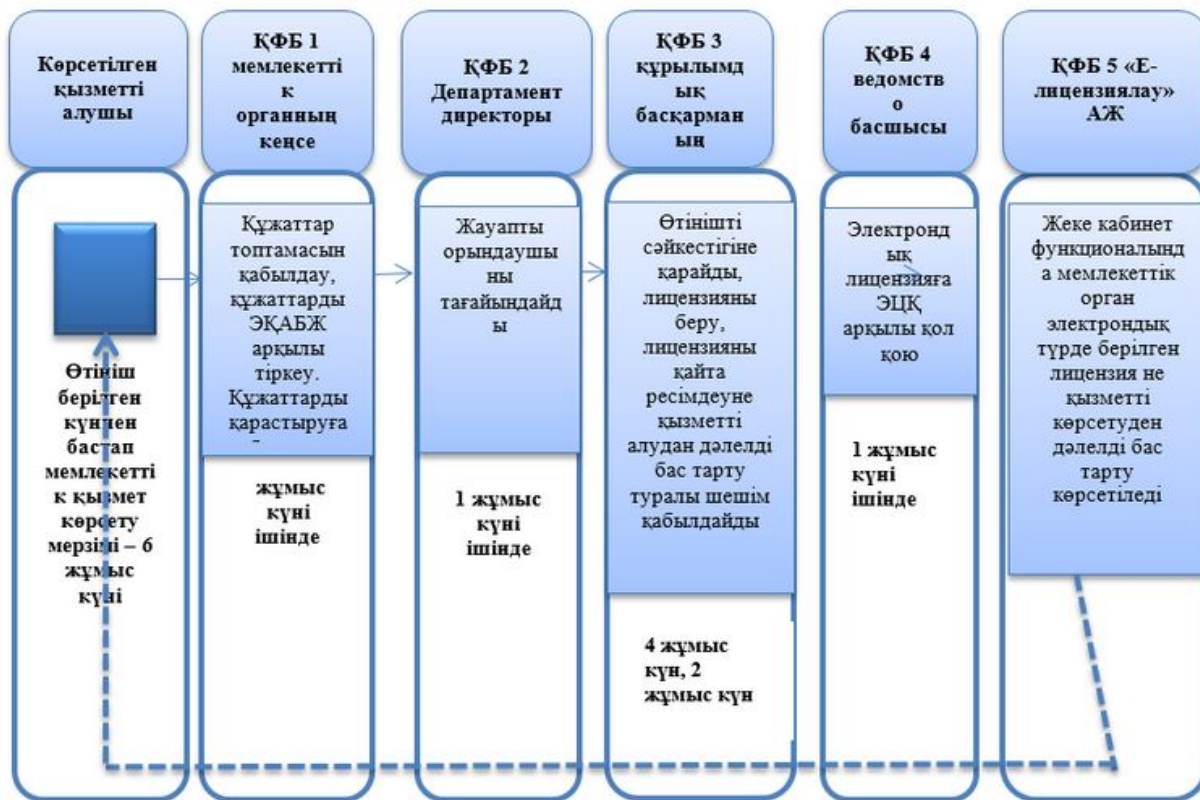 Көрсетілген
қызметті
алушы
ҚФБ 1
мемлекетті
к
органның
кеңсе
ҚФБ 2
Департамент
директоры
ҚФБ 3
құрылымд
ық
басқарман
ың
ҚФБ 4
ведомств
о
басшысы
ҚФБ 5 «Е-
лицензиялау»
АЖ
Өтініш
берілген
күннен
бастап
мемлекетті
к қызмет
көрсету
мерзімі – 6
жұмыс
күні
Құжаттар
топтамасын
қабылдау,
құжаттарды
ЭҚАБЖ
арқылы
тіркеу.
Құжаттарды
қарастыруға
жұмыс
күні
ішінде
Жауапты
орындаушы
ны
тағайындай
ды
1 жұмыс
күні
ішінде
Өтінішті
сәйкестігіне
қарайды,
лицензияны
беру,
лицензияны
қайта
ресімдеуне
қызметті
алудан дәлелді
бас тарту
туралы шешім
қабылдайды
4 жұмыс
күн, 2
жұмыс күн
Электронд
ық
лицензияға
ЭЦҚ
арқылы қол
қою
1 жұмыс
күні
ішінде
Жеке кабинет
функционалынд
а мемлекеттік
орган
электрондық
түрде берілген
лицензия не
қызметті
көрсетуден
дәлелді бас
тарту
көрсетіледі